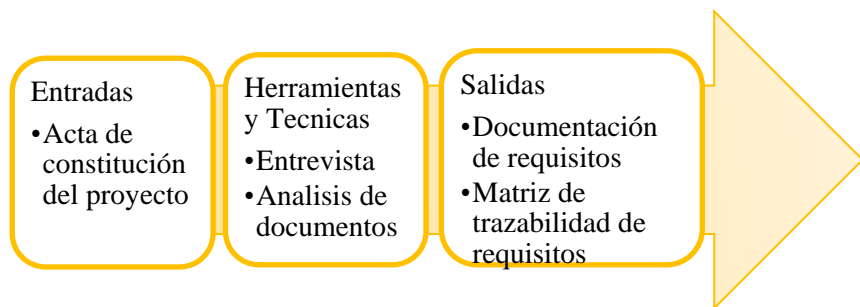 Entradas
•Acta de
constitución
del proyecto
Herramientas
y Tecnicas
•Entrevista
•Analisis de
documentos
Salidas
•Documentación
de requisitos
•Matriz de
trazabilidad de
requisitos